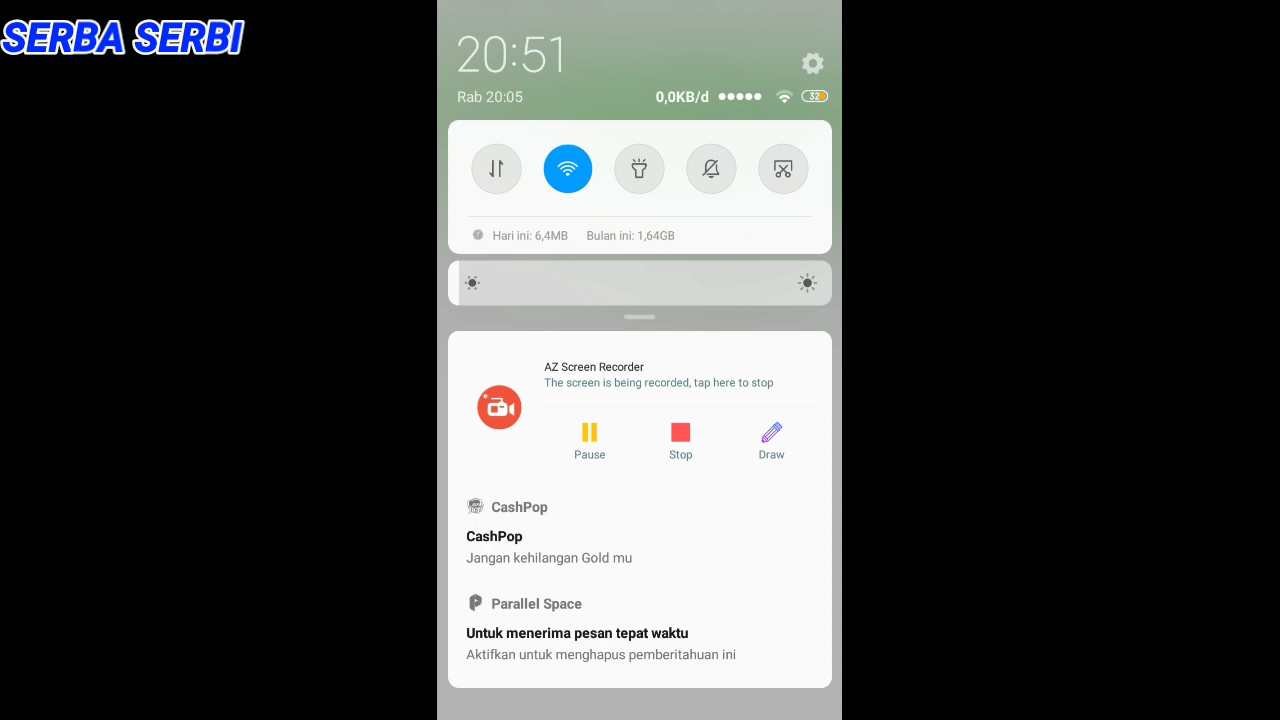 SERBA SERBI
20:51
Rab 20:05
0,0KB/d
32
Hari ini: 6,4MB Bulan ini: 1,64GB
AZ Screen Recorder
The screen is being recorded, tap here to stop
Pause Stop Draw
CashPop
CashPop
Jangan kehilangan Gold mu
Parallel Space
Untuk menerima pesan tepat waktu
Aktifkan untuk menghapus pemberitahuan ini